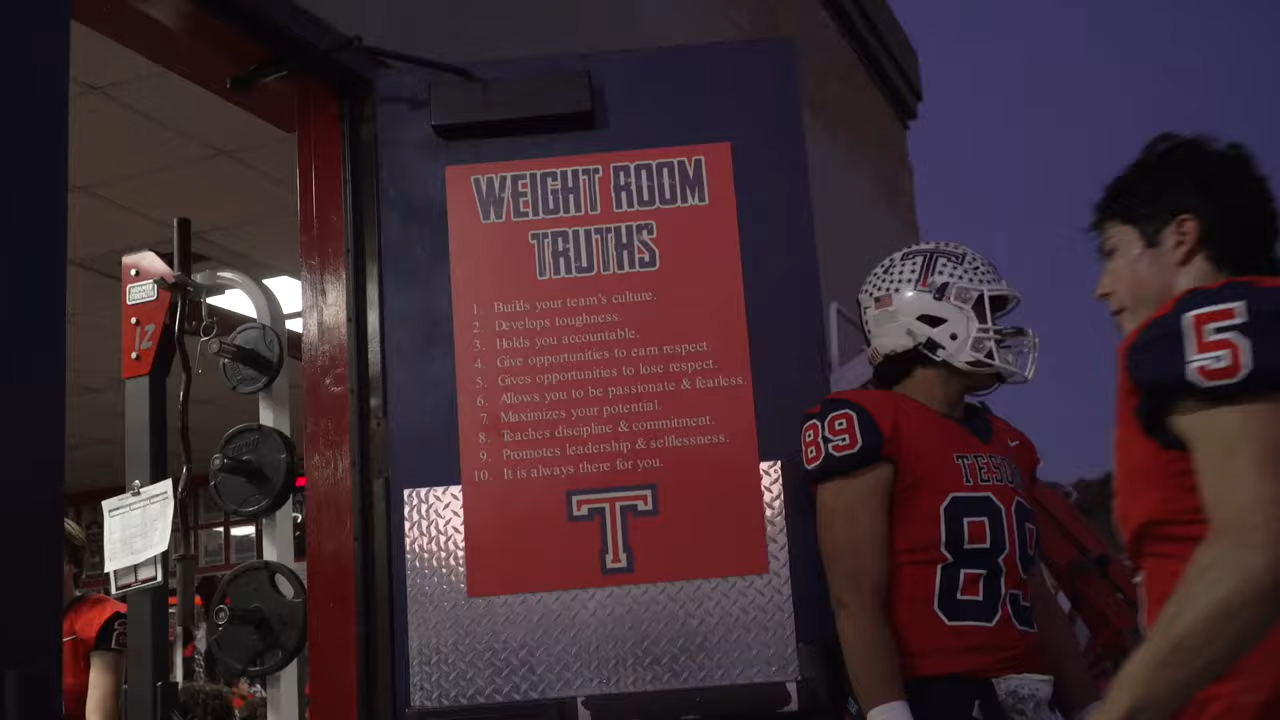 WEIGHT ROOM
TRUTHS
1. Builds your team's culture.
2. Develops toughness.
3. Holds you accountable.
4. Give opportunities to earn respect.
5. Gives opportunities to lose respect.
6. Allows you to be passionate & fearless.
7. Maximizes your potential.
8. Teaches discipline & commitment.
9. Promotes leadership & selflessness.
10. It is always there for you.
T
HAMMER
STRENGTH
12
T
89
TESO
89
5